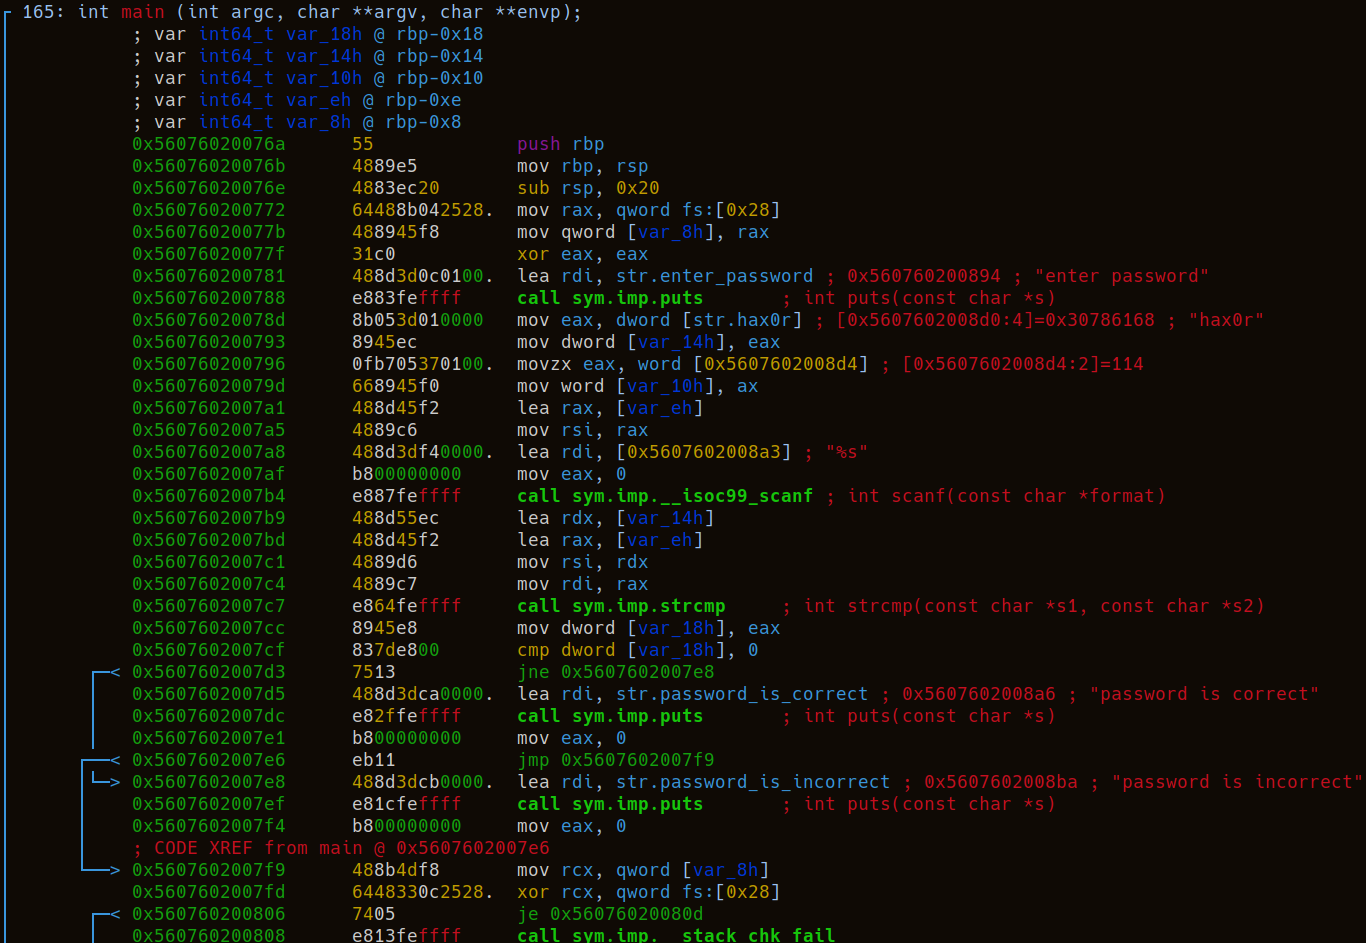 165: int main (int argc, char **argv, char **envp);
; var int64_t var_18h @ rbp-0x18
; var int64_t var_14h @ rbp-0x14
; var int64_t var_10h @ rbp-0x10
; var int64_t var_eh @ rbp-0xe
; var int64_t var_8h @ rbp-0x8
0x56076020076a 55 push rbp
0x56076020076b 4889e5 mov rbp, rsp
0x56076020076e 4883ec20 sub rsp, 0x20
0x560760200772 64488b042528. mov rax, qword fs:[0x28]
0x56076020077b 488945f8 mov qword [var_8h], rax
0x56076020077f 31c0 xor eax, eax
0x560760200781 488d3d0c0100. lea rdi, str.enter_password ; 0x560760200894 ; "enter password"
0x560760200788 e883feffff call sym.imp.puts ; int puts(const char *s)
0x56076020078d 8b053d010000 mov eax, dword [str.hax0r] ; [0x5607602008d0:4]=0x30786168 ; "hax0r"
0x560760200793 8945ec mov dword [var_14h], eax
0x560760200796 0fb705370100. movzx eax, word [0x5607602008d4] ; [0x5607602008d4:2]=114
0x56076020079d 668945f0 mov word [var_10h], ax
0x5607602007a1 488d45f2 lea rax, [var_eh]
0x5607602007a5 4889c6 mov rsi, rax
0x5607602007a8 488d3df40000. lea rdi, [0x5607602008a3] ; "%s"
0x5607602007af b800000000 mov eax, 0
0x5607602007b4 e887feffff call sym.imp.__isoc99_scanf ; int scanf(const char *format)
0x5607602007b9 488d55ec lea rdx, [var_14h]
0x5607602007bd 488d45f2 lea rax, [var_eh]
0x5607602007c1 4889d6 mov rsi, rdx
0x5607602007c4 4889c7 mov rdi, rax
0x5607602007c7 e864feffff call sym.imp.strcmp ; int strcmp(const char *s1, const char *s2)
0x5607602007cc 8945e8 mov dword [var_18h], eax
0x5607602007cf 837de800 cmp dword [var_18h], 0
0x5607602007d3 7513 jne 0x5607602007e8
0x5607602007d5 488d3dca0000. lea rdi, str.password_is_correct ; 0x5607602008a6 ; "password is correct"
0x5607602007dc e82ffeffff call sym.imp.puts ; int puts(const char *s)
0x5607602007e1 b800000000 mov eax, 0
0x5607602007e6 eb11 jmp 0x5607602007f9
0x5607602007e8 488d3dcb0000. lea rdi, str.password_is_incorrect ; 0x5607602008ba ; "password is incorrect"
0x5607602007ef e81cfeffff call sym.imp.puts ; int puts(const char *s)
0x5607602007f4 b800000000 mov eax, 0
; CODE XREF from main @ 0x5607602007e6
0x5607602007f9 488b4df8 mov rcx, qword [var_8h]
0x5607602007fd 6448330c2528. xor rcx, qword fs:[0x28]
0x560760200806 7405 je 0x56076020080d
0x560760200808 e813feffff call sym.imp.__stack_chk_fail